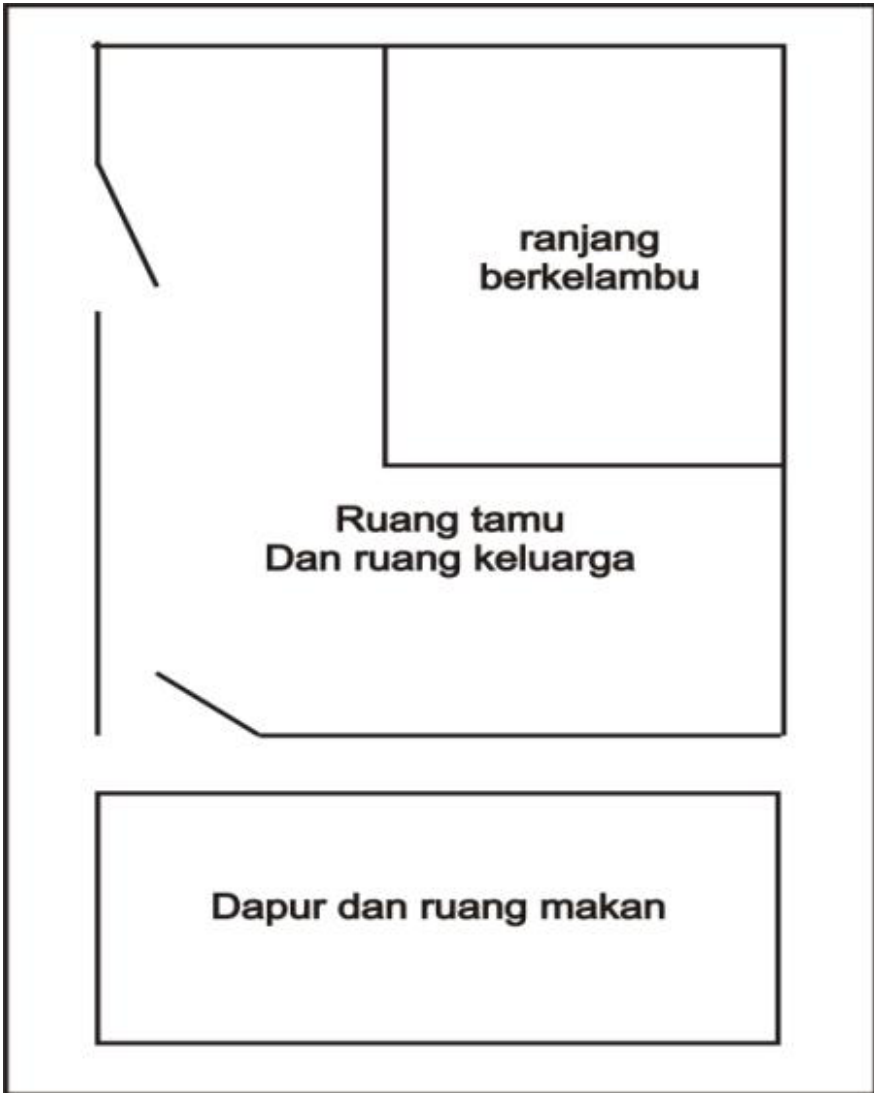 ranjang
berkelambu
Ruang tamu
Dan ruang keluarga
Dapur dan ruang makan